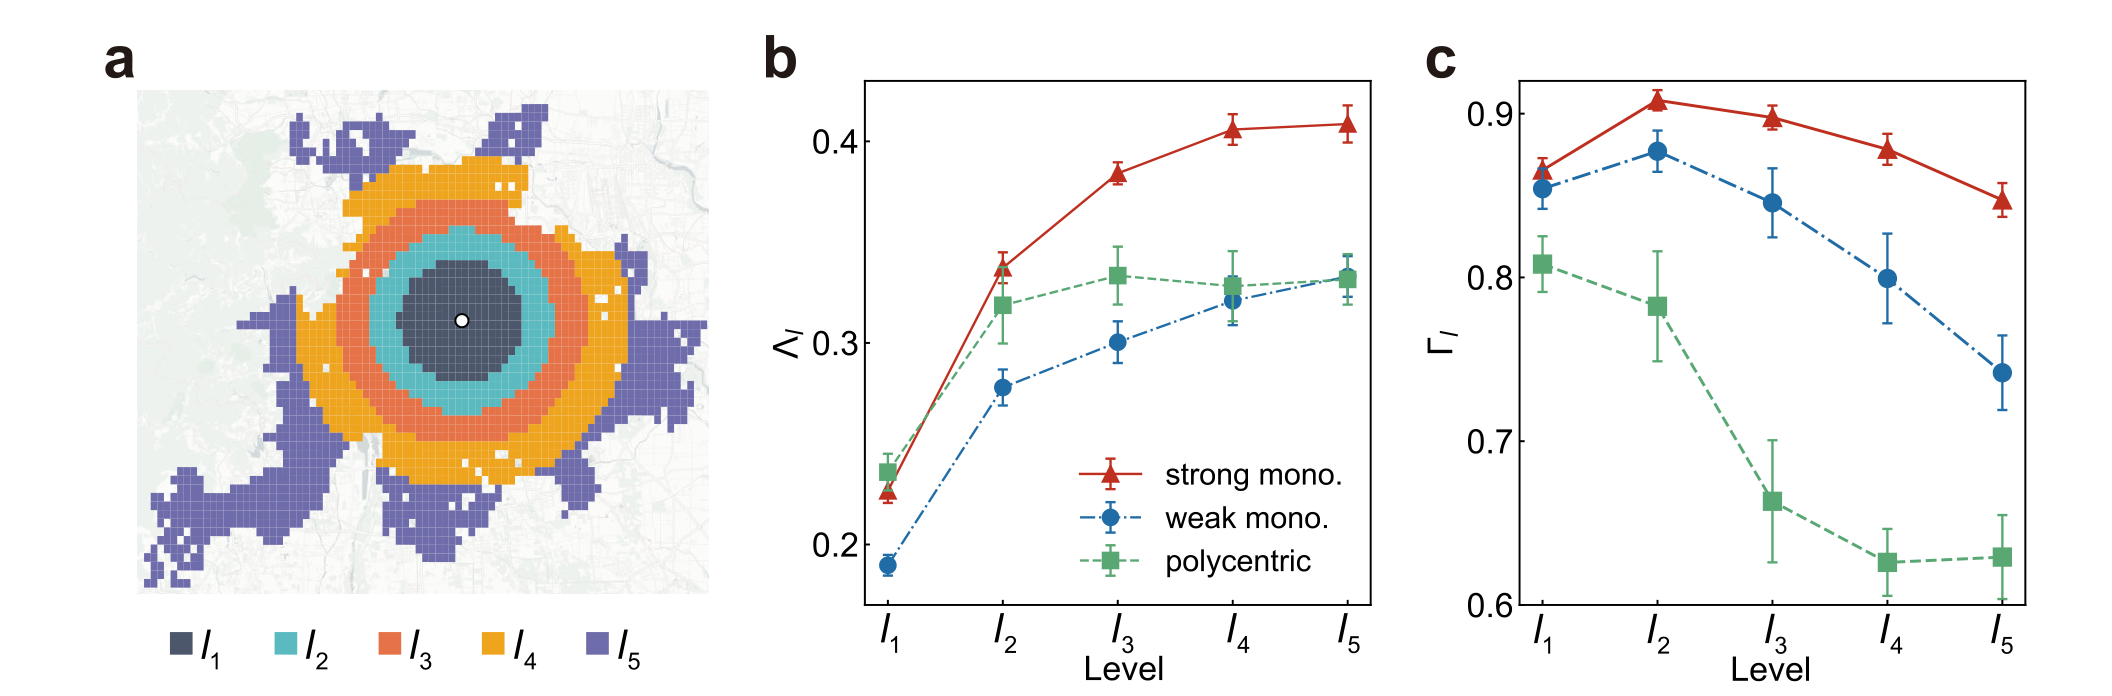 a
l1 l2 l3 l4 l5
b
Λl
0.4
0.3
0.2
strong mono.
weak mono.
polycentric
l1 l2 l3 l4 l5
Level
c
Γl
0.9
0.8
0.7
0.6
l1 l2 l3 l4 l5
Level